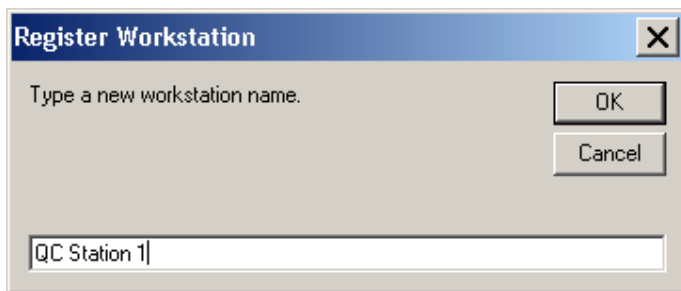 Register Workstation
Type a new workstation name.
OK
Cancel
QC Station 1